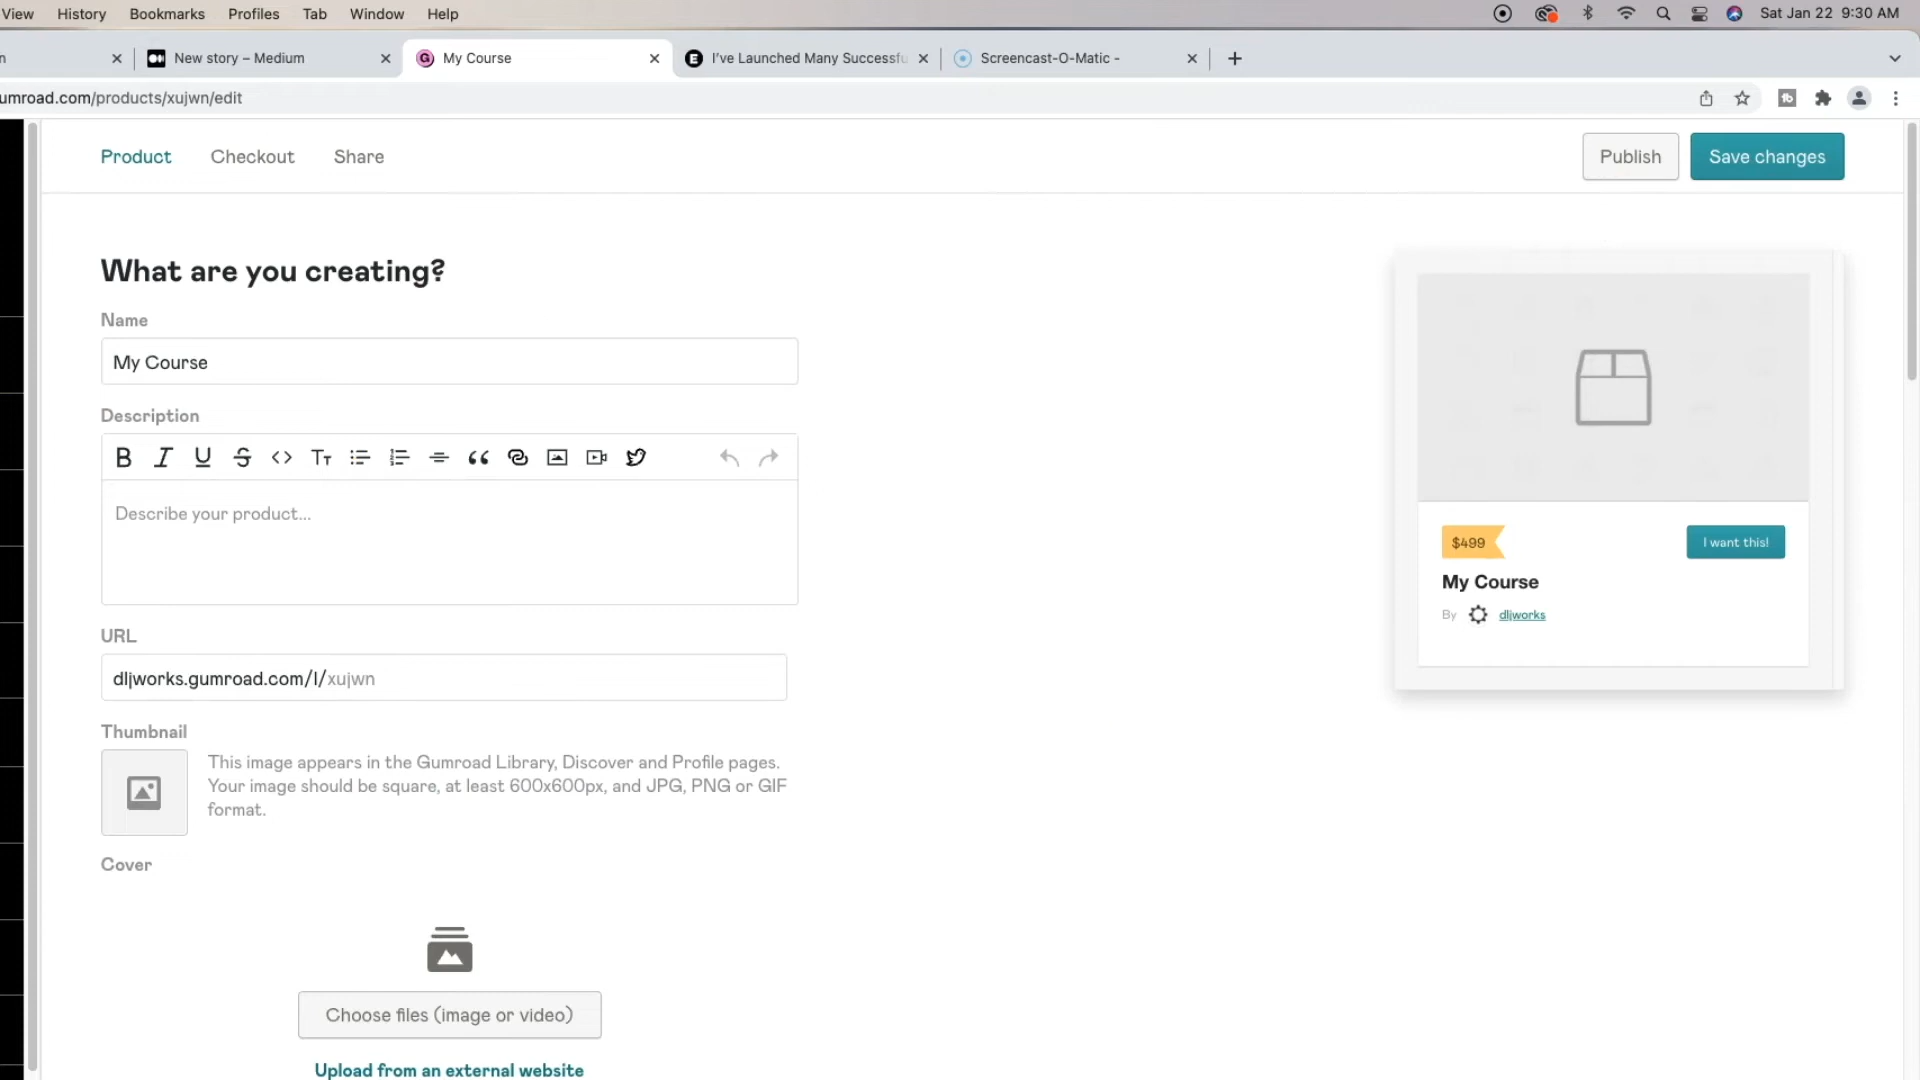 View History Bookmarks Profiles Tab Window Help Sat Jan 22 9:30 AM
n New story – Medium My Course I've Launched Many Successfu Screencast-O-Matic -
umroad.com/products/xujwn/edit
Product Checkout Share Publish Save changes
What are you creating?
Name
My Course
Description
Describe your product...
URL
dljworks.gumroad.com/l/xujwn
Thumbnail
This image appears in the Gumroad Library, Discover and Profile pages.
Your image should be square, at least 600x600px, and JPG, PNG or GIF
format.
Cover
Choose files (image or video)
Upload from an external website
$499 I want this!
My Course
By dljworks